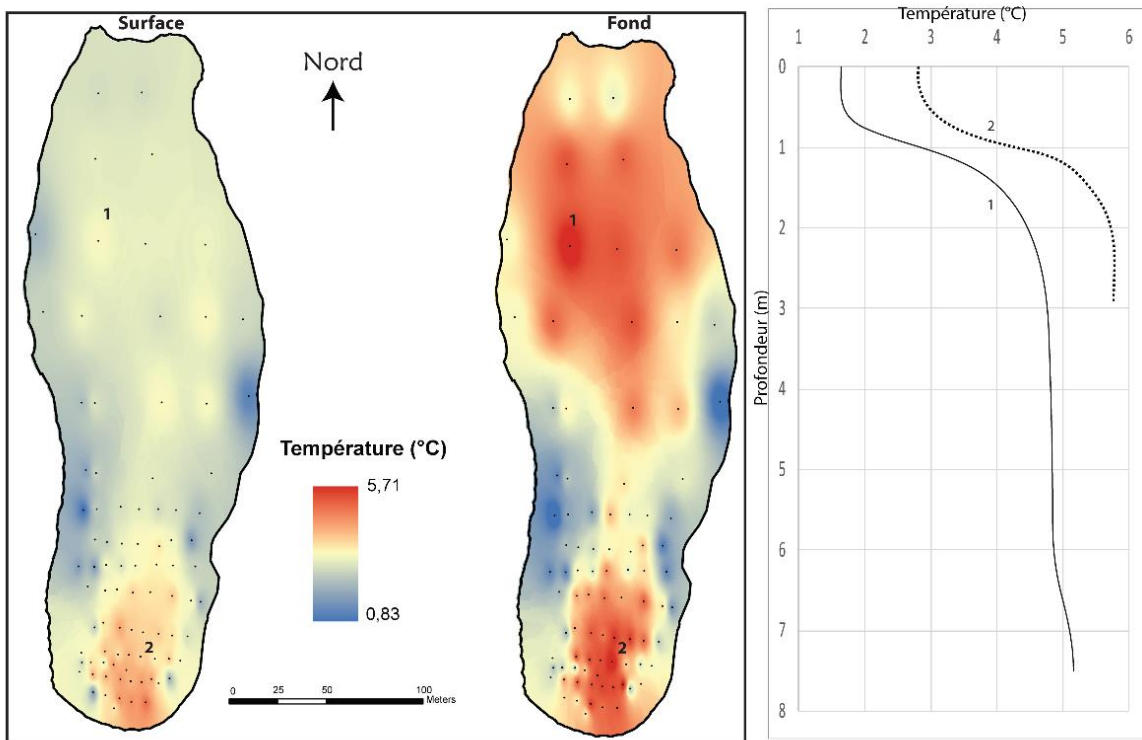 Surface
Fond
Nord
1
1
2
2
Température (°C)
5,71
0,83
0 25 50 100
Meters
Température (°C)
1 2 3 4 5 6
Profondeur (m)
0
1
2
3
4
5
6
7
8
2
1